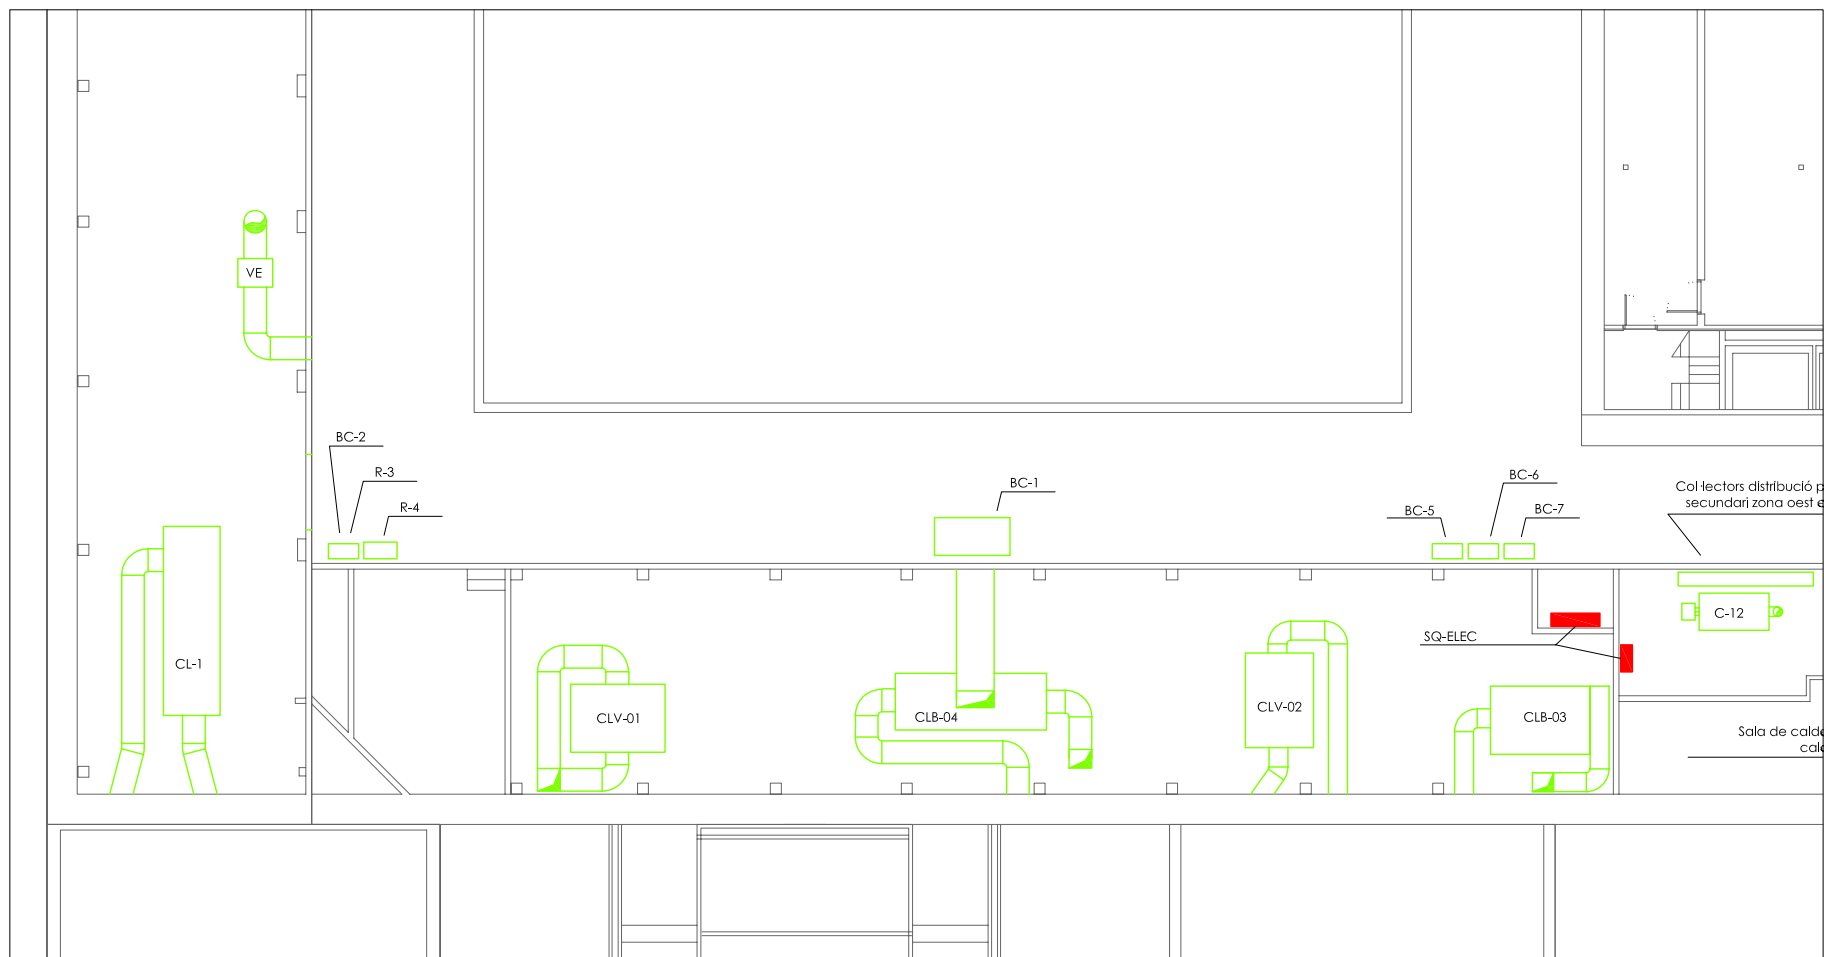 VE
BC-2
R-3
R-4
BC-1
BC-6
BC-5
BC-7
Col·lectors distribució
secundari zona oest
C-12
SQ-ELEC
CL-1
CLV-01
CLB-04
CLV-02
CLB-03
Sala de